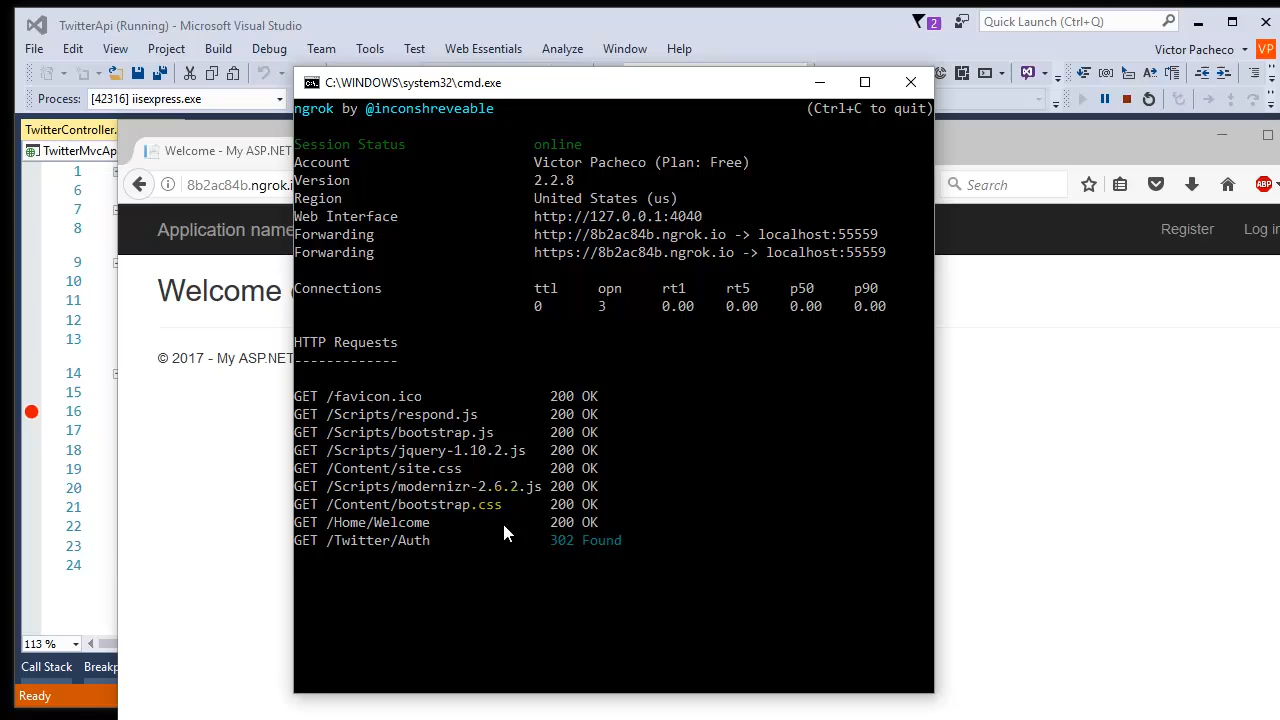 TwitterApi (Running) - Microsoft Visual Studio
2
Quick Launch (Ctrl+Q)
File Edit View Project Build Debug Team Tools Test Web Essentials Analyze Window Help
Victor Pacheco VP
Process: [42316] iisexpress.exe
C:\WINDOWS\system32\cmd.exe
TwitterController.
TwitterMvcAp
Welcome - My ASP.NET
8b2ac84b.ngrok.i
Search
ABP
Application name
Register Log in
Welcome
© 2017 - My ASP.NET
1
6
7
8
9
10
11
12
13
14
15
16
17
18
19
20
21
22
23
24
113 %
Call Stack Breakp
Ready
ngrok by @inconshreveable (Ctrl+C to quit)
Session Status online
Account Victor Pacheco (Plan: Free)
Version 2.2.8
Region United States (us)
Web Interface http://127.0.0.1:4040
Forwarding http://8b2ac84b.ngrok.io -> localhost:55559
Forwarding https://8b2ac84b.ngrok.io -> localhost:55559
Connections ttl opn rt1 rt5 p50 p90
0 3 0.00 0.00 0.00 0.00
HTTP Requests
-------------
GET /favicon.ico 200 OK
GET /Scripts/respond.js 200 OK
GET /Scripts/bootstrap.js 200 OK
GET /Scripts/jquery-1.10.2.js 200 OK
GET /Content/site.css 200 OK
GET /Scripts/modernizr-2.6.2.js 200 OK
GET /Content/bootstrap.css 200 OK
GET /Home/Welcome 200 OK
GET /Twitter/Auth 302 Found